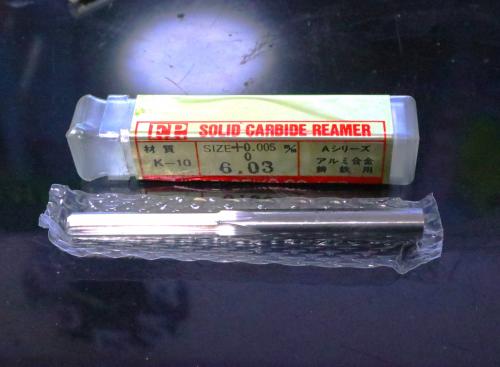 SOLID CARBIDE REAMER
材質 SIZE +0.005 Aシリーズ
0 アルミ合金
K-10 6.03 鋳鉄用